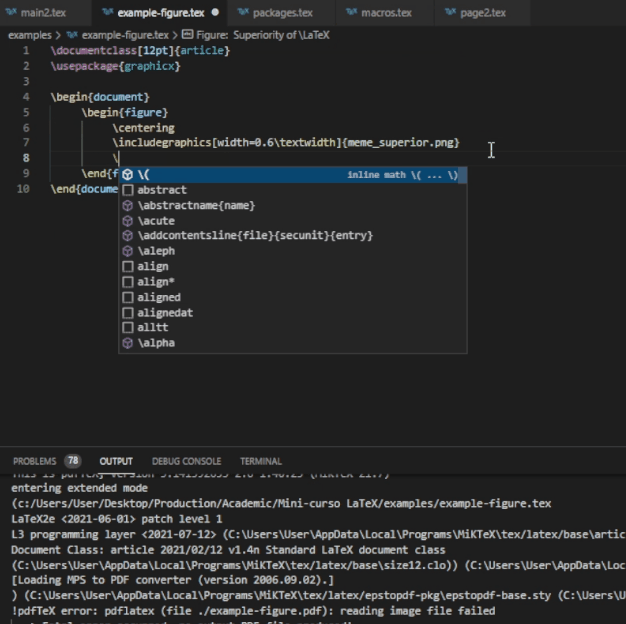 main2.tex example-figure.tex packages.tex macros.tex page2.tex
examples > example-figure.tex > Figure: Superiority of \LaTeX
1 \documentclass[12pt]{article}
2 \usepackage{graphicx}
3
4 \begin{document}
5 \begin{figure}
6 \centering
7 \includegraphics[width=0.6\textwidth]{meme_superior.png}
8 \
9 \end{f
10 \end{docume
\( inline math \( ... \)
abstract
\abstractname{name}
\acute
\addcontentsline{file}{secunit}{entry}
\aleph
align
align*
aligned
alignedat
alltt
\alpha
PROBLEMS 78 OUTPUT DEBUG CONSOLE TERMINAL
entering extended mode
(c:/Users/User/Desktop/Production/Academic/Mini-curso LaTeX/examples/example-figure.tex
LaTeX2e <2021-06-01> patch level 1
L3 programming layer <2021-07-12> (C:\Users\User\AppData\Local\Programs\MiKTeX\tex/latex/base\artic
Document Class: article 2021/02/12 v1.4n Standard LaTeX document class
(C:\Users\User\AppData\Local\Programs\MiKTeX\tex/latex/base\size12.clo)) (C:\Users\User\AppData\Loc
[Loading MPS to PDF converter (version 2006.09.02).]
) (C:\Users\User\AppData\Local\Programs\MiKTeX\tex/latex/epstopdf-pkg\epstopdf-base.sty (C:\Users\U
!pdfTeX error: pdflatex (file ./example-figure.pdf): reading image file failed